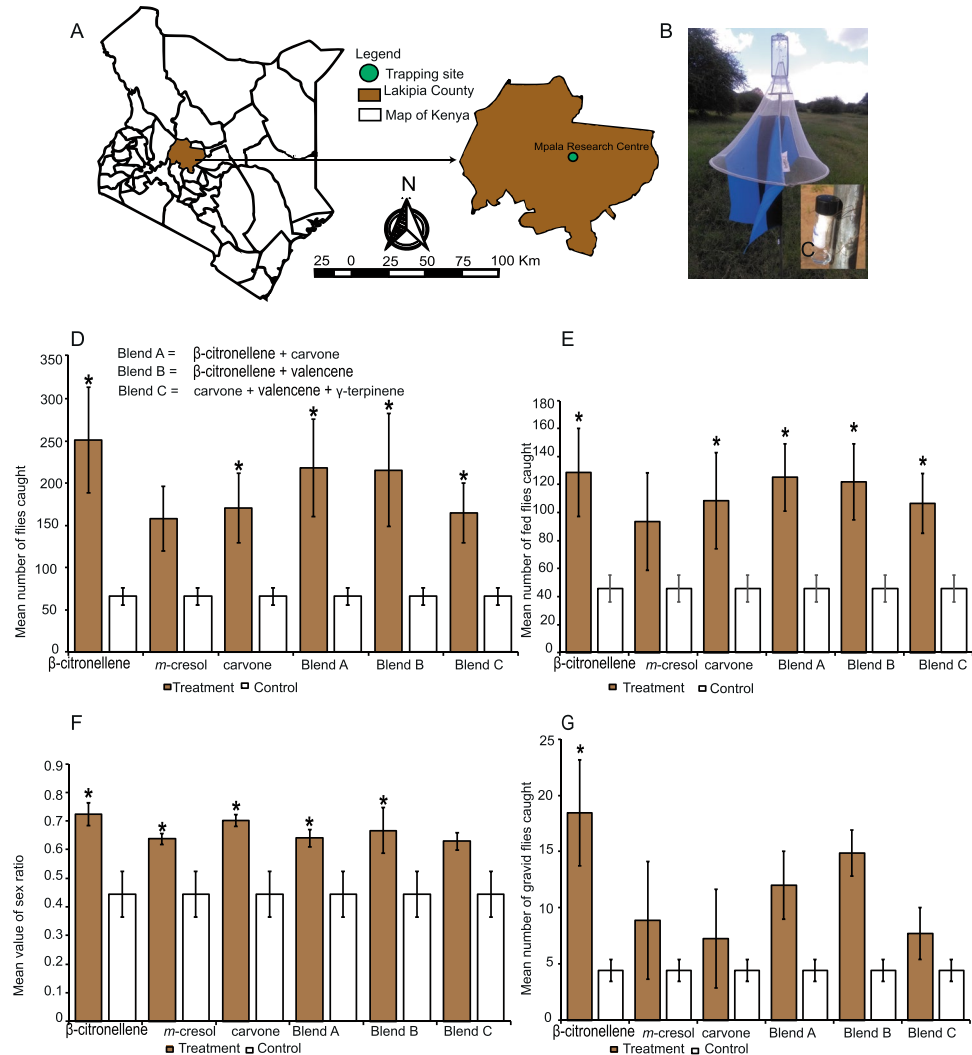 A
B
Legend
Trapping site
Lakipia County
Map of Kenya
Mpala Research Centre
N
25 0 25 50 75 100 Km
C
D
Blend A = β-citronellene + carvone
Blend B = β-citronellene + valencene
Blend C = carvone + valencene + γ-terpinene
Mean number of flies caught
350
300
250
200
150
100
50
0
* * * * *
β-citronellene m-cresol carvone Blend A Blend B Blend C
Treatment Control
E
Mean number of fed flies caught
180
160
140
120
100
80
60
40
20
0
* * * * *
β-citronellene m-cresol carvone Blend A Blend B Blend C
Treatment Control
F
Mean value of sex ratio
0.9
0.8
0.7
0.6
0.5
0.4
0.3
0.2
0.1
0
* * * * *
β-citronellene m-cresol carvone Blend A Blend B Blend C
Treatment Control
G
Mean number of gravid flies caught
25
20
15
10
5
0
*
β-citronellene m-cresol carvone Blend A Blend B Blend C
Treatment Control